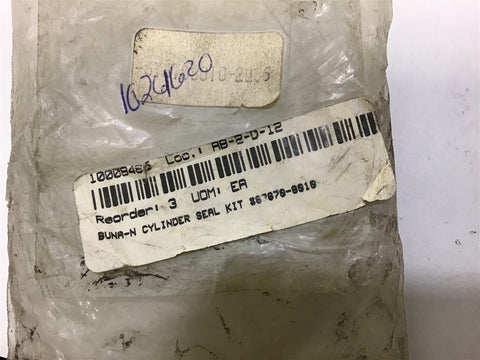 10261620
10008466 Loc.: AB-2-D-12
Reorder: 3 UOM: EA
BUNA-N CYLINDER SEAL KIT